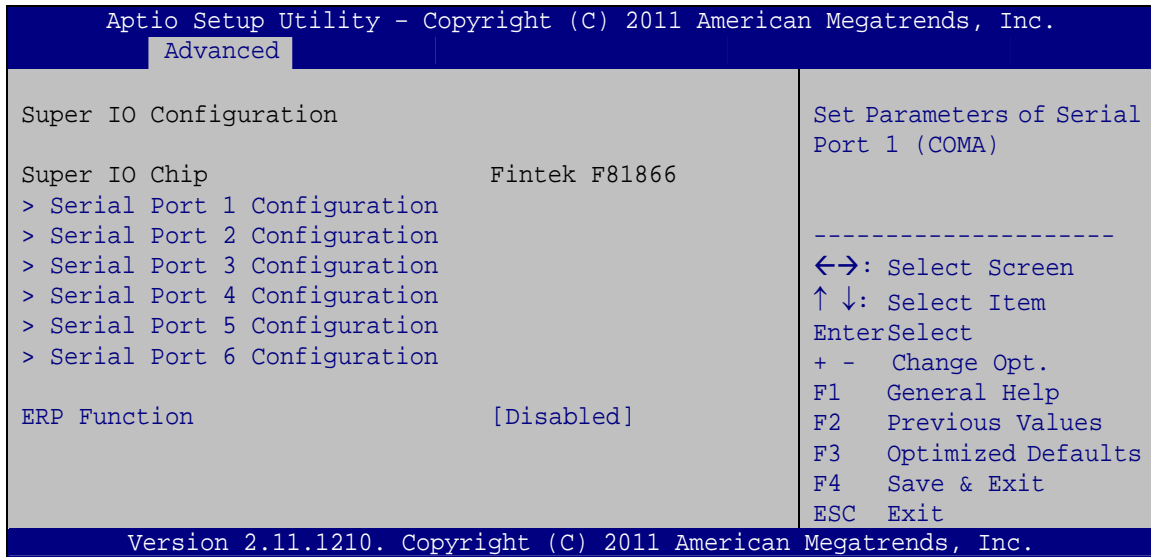 Aptio Setup Utility – Copyright (C) 2011 American Megatrends, Inc.
Advanced
Super IO Configuration
Super IO Chip Fintek F81866
> Serial Port 1 Configuration
> Serial Port 2 Configuration
> Serial Port 3 Configuration
> Serial Port 4 Configuration
> Serial Port 5 Configuration
> Serial Port 6 Configuration
ERP Function [Disabled]
Set Parameters of Serial
Port 1 (COMA)
---------------------
←→: Select Screen
↑ ↓: Select Item
EnterSelect
+ - Change Opt.
F1 General Help
F2 Previous Values
F3 Optimized Defaults
F4 Save & Exit
ESC Exit
Version 2.11.1210. Copyright (C) 2011 American Megatrends, Inc.